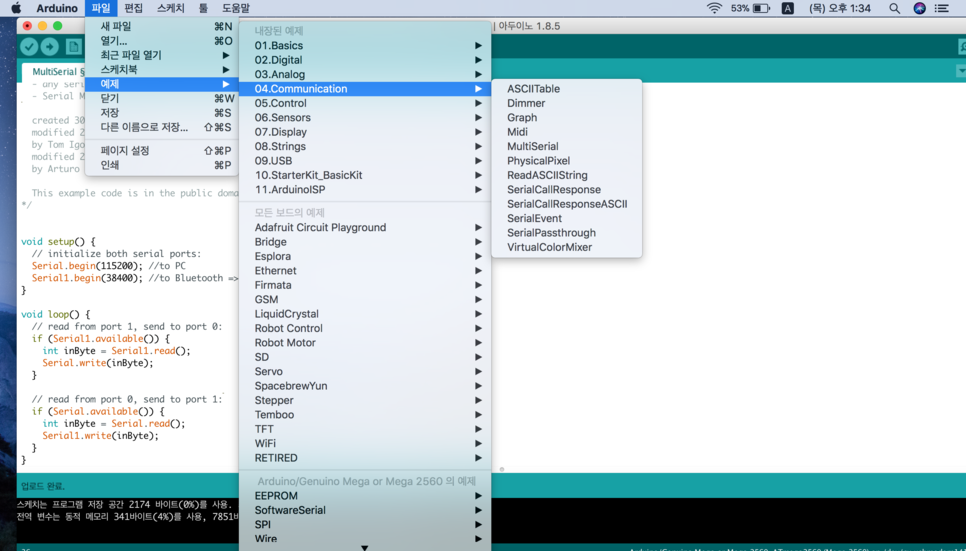 Arduino 파일 편집 스케치 툴 도움말 53% A (목) 오후 1:34
| 아두이노 1.8.5
새 파일 ⌘N
열기... ⌘O
최근 파일 열기 ▶
스케치북 ▶
예제 ▶
닫기 ⌘W
저장 ⌘S
다른 이름으로 저장... ⇧⌘S
페이지 설정 ⇧⌘P
인쇄 ⌘P
내장된 예제
01.Basics ▶
02.Digital ▶
03.Analog ▶
04.Communication ▶
05.Control ▶
06.Sensors ▶
07.Display ▶
08.Strings ▶
09.USB ▶
10.StarterKit_BasicKit ▶
11.ArduinoISP ▶
모든 보드의 예제
Adafruit Circuit Playground ▶
Bridge ▶
Esplora ▶
Ethernet ▶
Firmata ▶
GSM ▶
LiquidCrystal ▶
Robot Control ▶
Robot Motor ▶
SD ▶
Servo ▶
SpacebrewYun ▶
Stepper ▶
Temboo ▶
TFT ▶
WiFi ▶
RETIRED ▶
Arduino/Genuino Mega or Mega 2560 의 예제
EEPROM ▶
SoftwareSerial ▶
SPI ▶
Wire ▶
▼
ASCIITable
Dimmer
Graph
Midi
MultiSerial
PhysicalPixel
ReadASCIIString
SerialCallResponse
SerialCallResponseASCII
SerialEvent
SerialPassthrough
VirtualColorMixer
MultiSerial §
- any seri
- Serial M
created 30
modified 2
by Tom Igo
modified 2
by Arturo
This example code is in the public doma
*/
void setup() {
// initialize both serial ports:
Serial.begin(115200); //to PC
Serial1.begin(38400); //to Bluetooth =>
}
void loop() {
// read from port 1, send to port 0:
if (Serial1.available()) {
int inByte = Serial1.read();
Serial.write(inByte);
}
// read from port 0, send to port 1:
if (Serial.available()) {
int inByte = Serial.read();
Serial1.write(inByte);
}
}
업로드 완료.
스케치는 프로그램 저장 공간 2174 바이트(0%)를 사용.
전역 변수는 동적 메모리 341바이트(4%)를 사용, 7851바